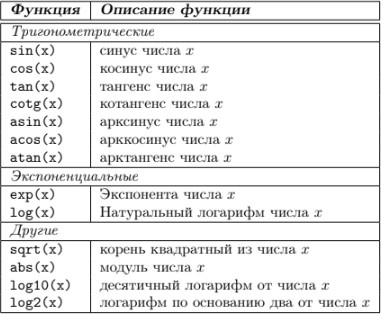 Функция Описание функции
Тригонометрические
sin(x) синус числа x
cos(x) косинус числа x
tan(x) тангенс числа x
cotg(x) котангенс числа x
asin(x) арксинус числа x
acos(x) арккосинус числа x
atan(x) арктангенс числа x
Экспоненциальные
exp(x) Экспонента числа x
log(x) Натуральный логарифм числа x
Другие
sqrt(x) корень квадратный из числа x
abs(x) модуль числа x
log10(x) десятичный логарифм от числа x
log2(x) логарифм по основанию два от числа x